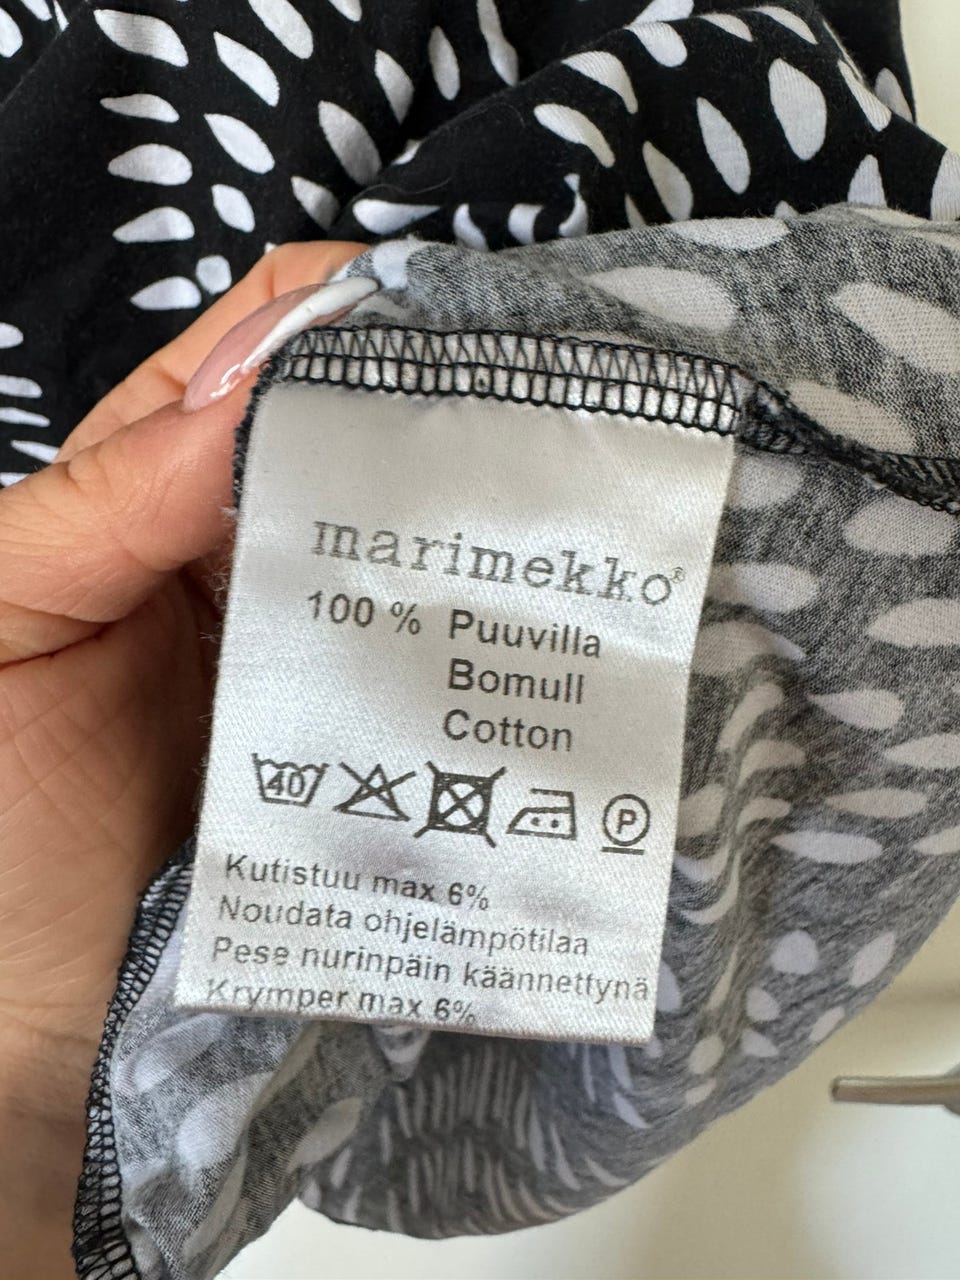 marimekko®
100 % Puuvilla
Bomull
Cotton
40 P
Kutistuu max 6%
Noudata ohjelämpötilaa
Pese nurinpäin käännettynä
Krymper max 6%